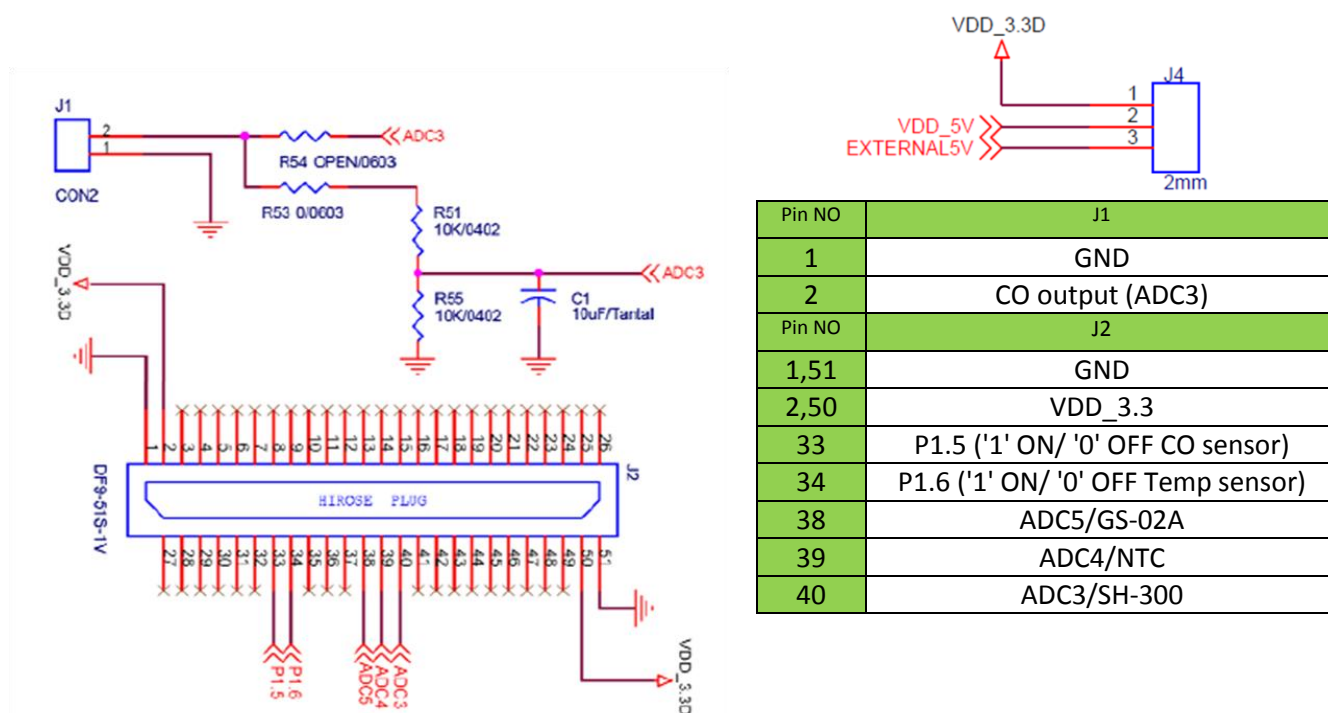 VDD_3.3D
J4
1
2
3
VDD_5V
EXTERNAL5V
2mm
J1
2
1
CON2
ADC3
R54 OPEN/0603
R53 0/0603
R51
10K/0402
ADC3
R55
10K/0402
C1
10uF/Tantal
VDD_3.3D
1 2 3 4 5 6 7 8 9 10 11 12 13 14 15 16 17 18 19 20 21 22 23 24 25 26
J2
HIROSE PLUG
DF9-51S-1V
27 28 29 30 31 32 33 34 35 36 37 38 39 40 41 42 43 44 45 46 47 48 49 50 51
P1.5
P1.6
ADC5
ADC4
ADC3
VDD_3.3D
Pin NO J1
1 GND
2 CO output (ADC3)
Pin NO J2
1,51 GND
2,50 VDD_3.3
33 P1.5 ('1' ON/ '0' OFF CO sensor)
34 P1.6 ('1' ON/ '0' OFF Temp sensor)
38 ADC5/GS-02A
39 ADC4/NTC
40 ADC3/SH-300